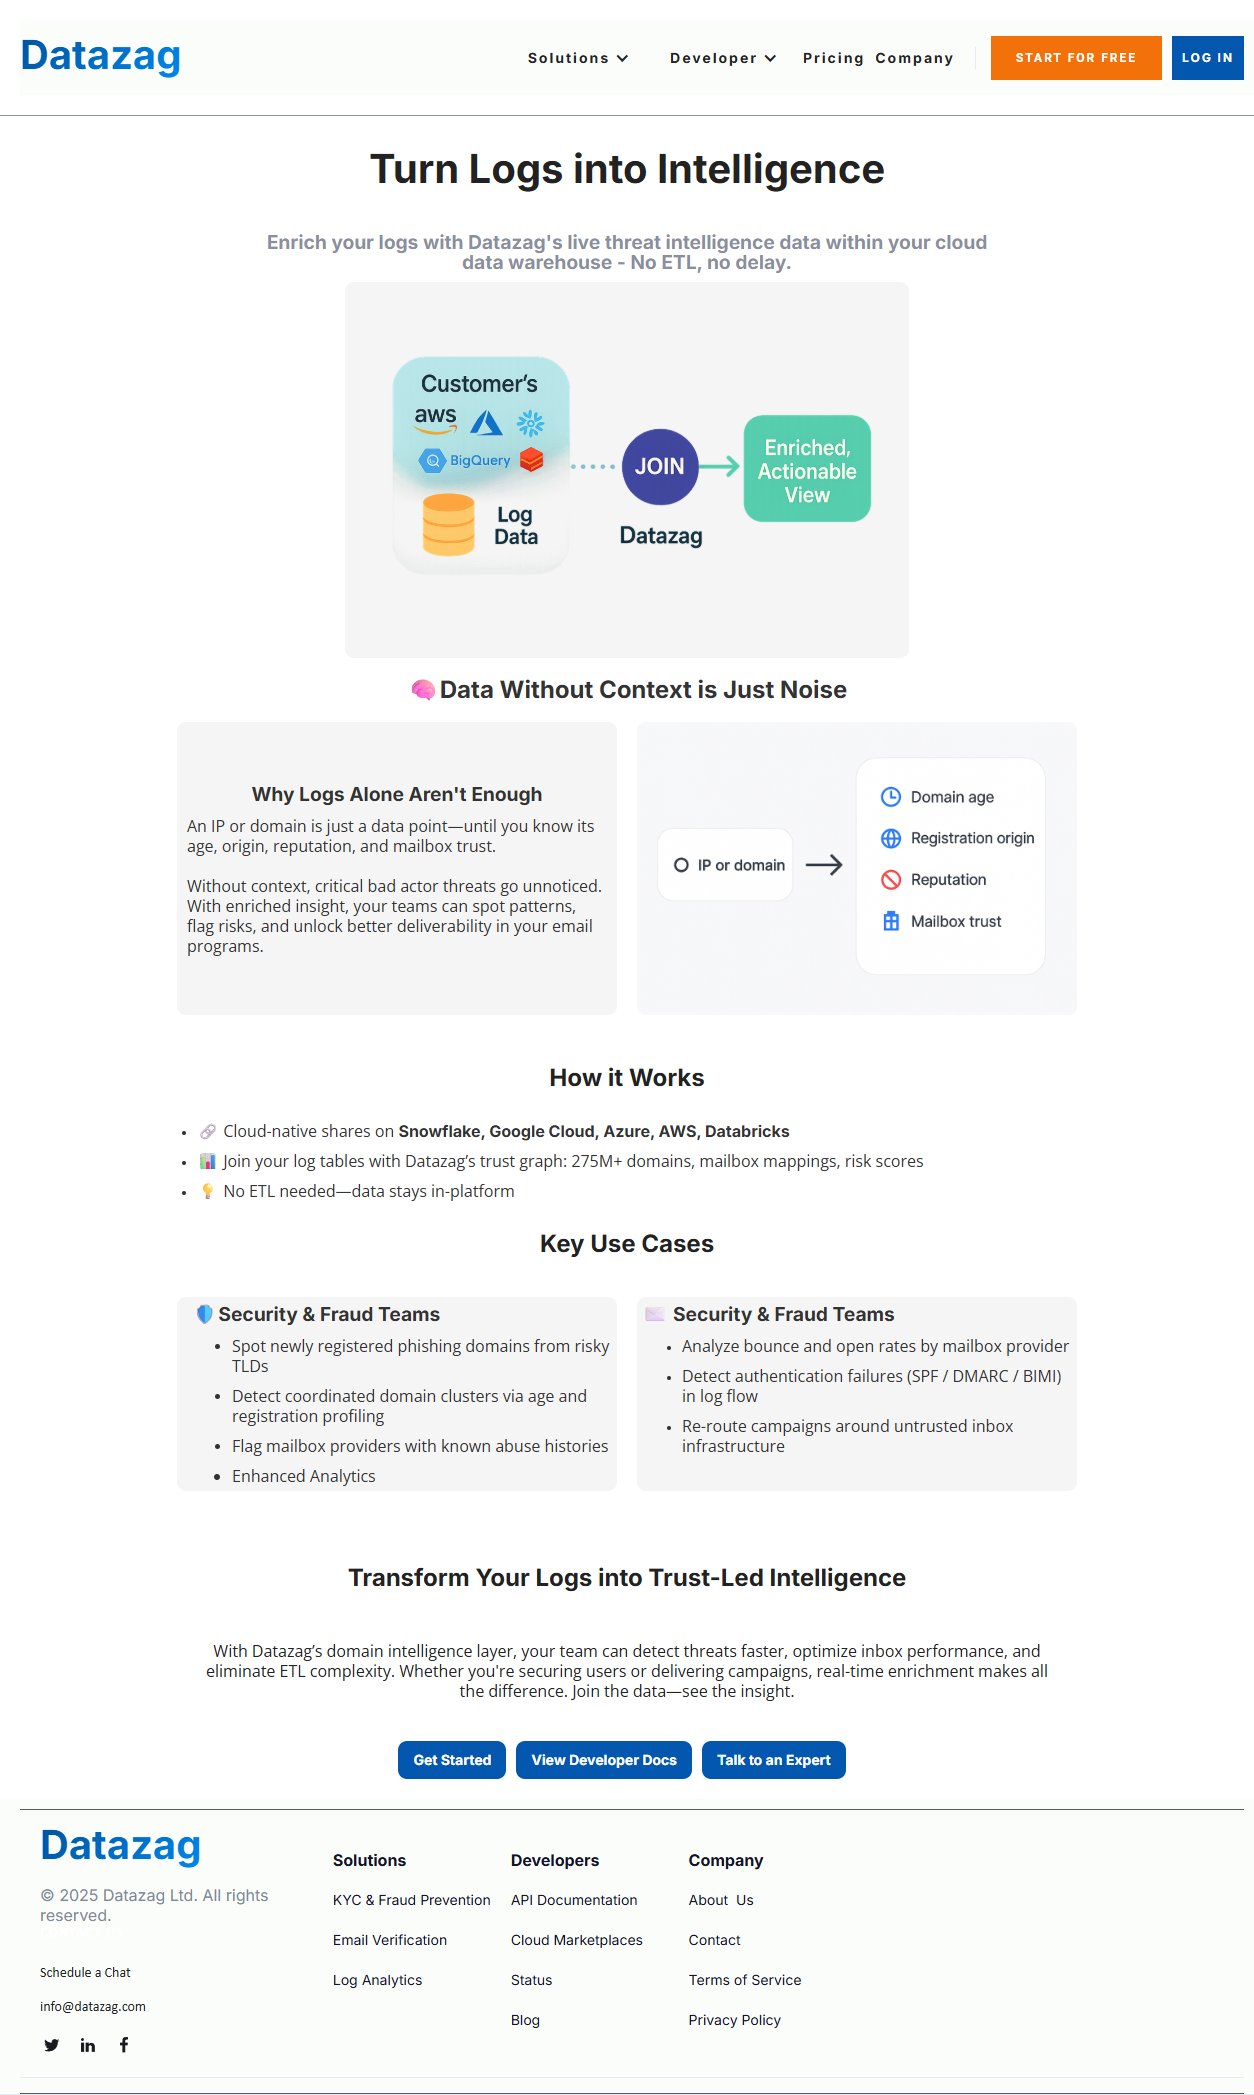 Datazag
Solutions
Developer
Pricing
Company
START FOR FREE
LOG IN
Turn Logs into Intelligence
Enrich your logs with Datazag's live threat intelligence data within your cloud
data warehouse - No ETL, no delay.
Customer's
aws
BigQuery
Log
Data
JOIN
Datazag
Enriched,
Actionable
View
Data Without Context is Just Noise
Why Logs Alone Aren't Enough
An IP or domain is just a data point—until you know its
age, origin, reputation, and mailbox trust.
Without context, critical bad actor threats go unnoticed.
With enriched insight, your teams can spot patterns,
flag risks, and unlock better deliverability in your email
programs.
IP or domain
Domain age
Registration origin
Reputation
Mailbox trust
How it Works
• Cloud-native shares on Snowflake, Google Cloud, Azure, AWS, Databricks
• Join your log tables with Datazag’s trust graph: 275M+ domains, mailbox mappings, risk scores
• No ETL needed—data stays in-platform
Key Use Cases
Security & Fraud Teams
• Spot newly registered phishing domains from risky
TLDs
• Detect coordinated domain clusters via age and
registration profiling
• Flag mailbox providers with known abuse histories
• Enhanced Analytics
Security & Fraud Teams
• Analyze bounce and open rates by mailbox provider
• Detect authentication failures (SPF / DMARC / BIMI)
in log flow
• Re-route campaigns around untrusted inbox
infrastructure
Transform Your Logs into Trust-Led Intelligence
With Datazag’s domain intelligence layer, your team can detect threats faster, optimize inbox performance, and
eliminate ETL complexity. Whether you're securing users or delivering campaigns, real-time enrichment makes all
the difference. Join the data—see the insight.
Get Started
View Developer Docs
Talk to an Expert
Datazag
© 2025 Datazag Ltd. All rights
reserved.
Schedule a Chat
info@datazag.com
Solutions
KYC & Fraud Prevention
Email Verification
Log Analytics
Developers
API Documentation
Cloud Marketplaces
Status
Blog
Company
About Us
Contact
Terms of Service
Privacy Policy